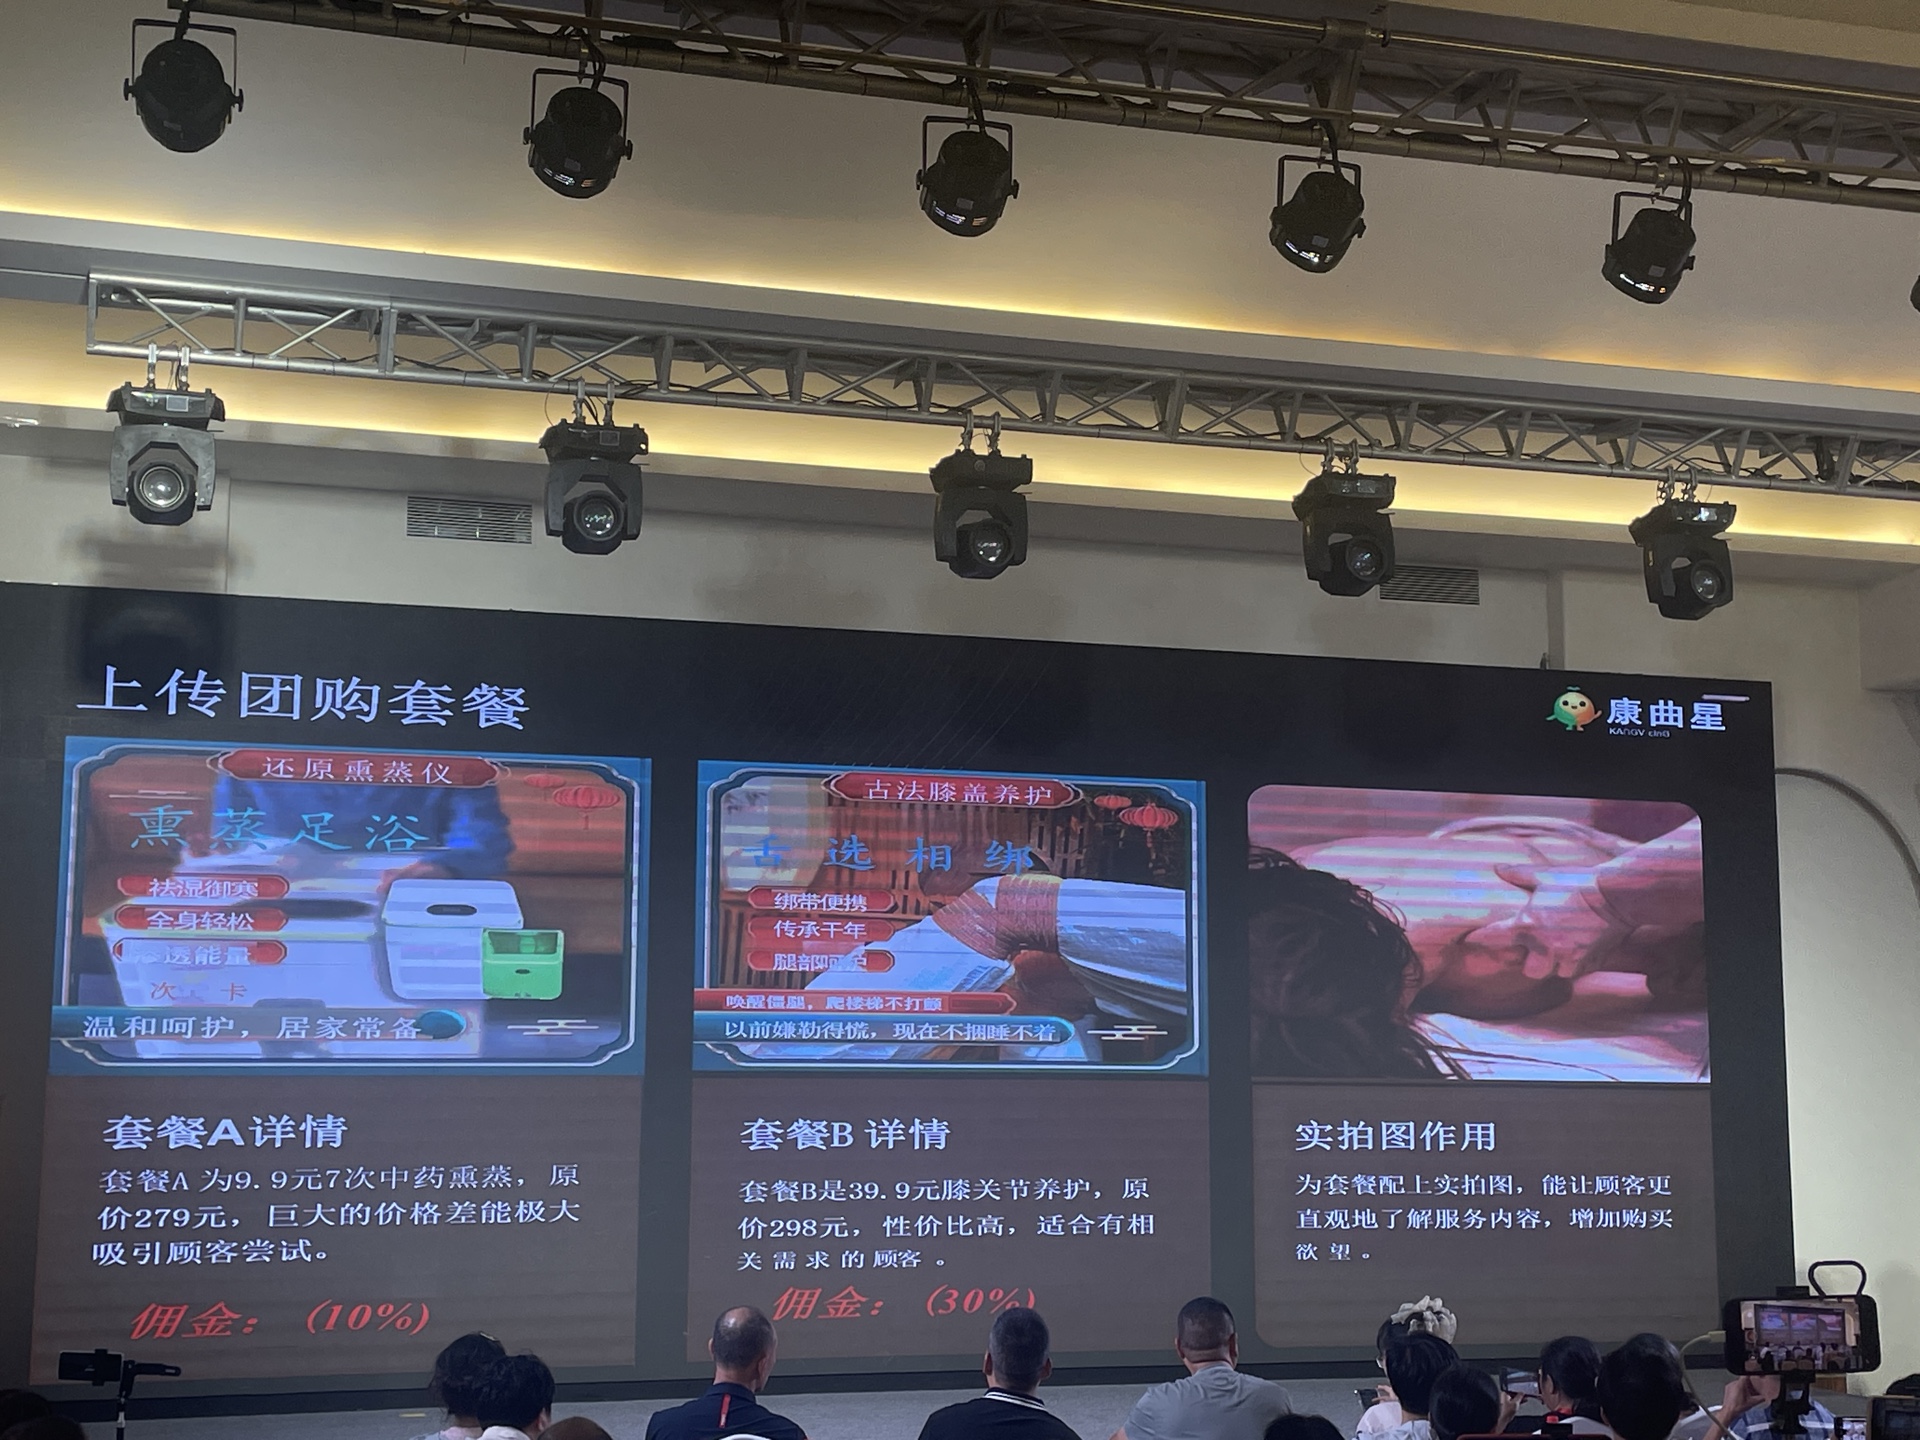 上传团购套餐
康曲星
还原熏蒸仪
熏蒸足浴
祛湿御寒
全身轻松
透能量
次 卡
温和呵护，居家常备
古法膝盖养护
舌选相绑
绑带便携
传承千年
腿部呵护
唤醒僵腿，爬楼梯不打颤
以前嫌勒得慌，现在不捆睡不着
套餐A详情
套餐A 为9.9元7次中药熏蒸，原
价279元，巨大的价格差能极大
吸引顾客尝试。
佣金：(10%)
套餐B 详情
套餐B是39.9元膝关节养护，原
价298元，性价比高，适合有相
关需求的顾客。
佣金：(30%)
实拍图作用
为套餐配上实拍图，能让顾客更
直观地了解服务内容，增加购买
欲望。